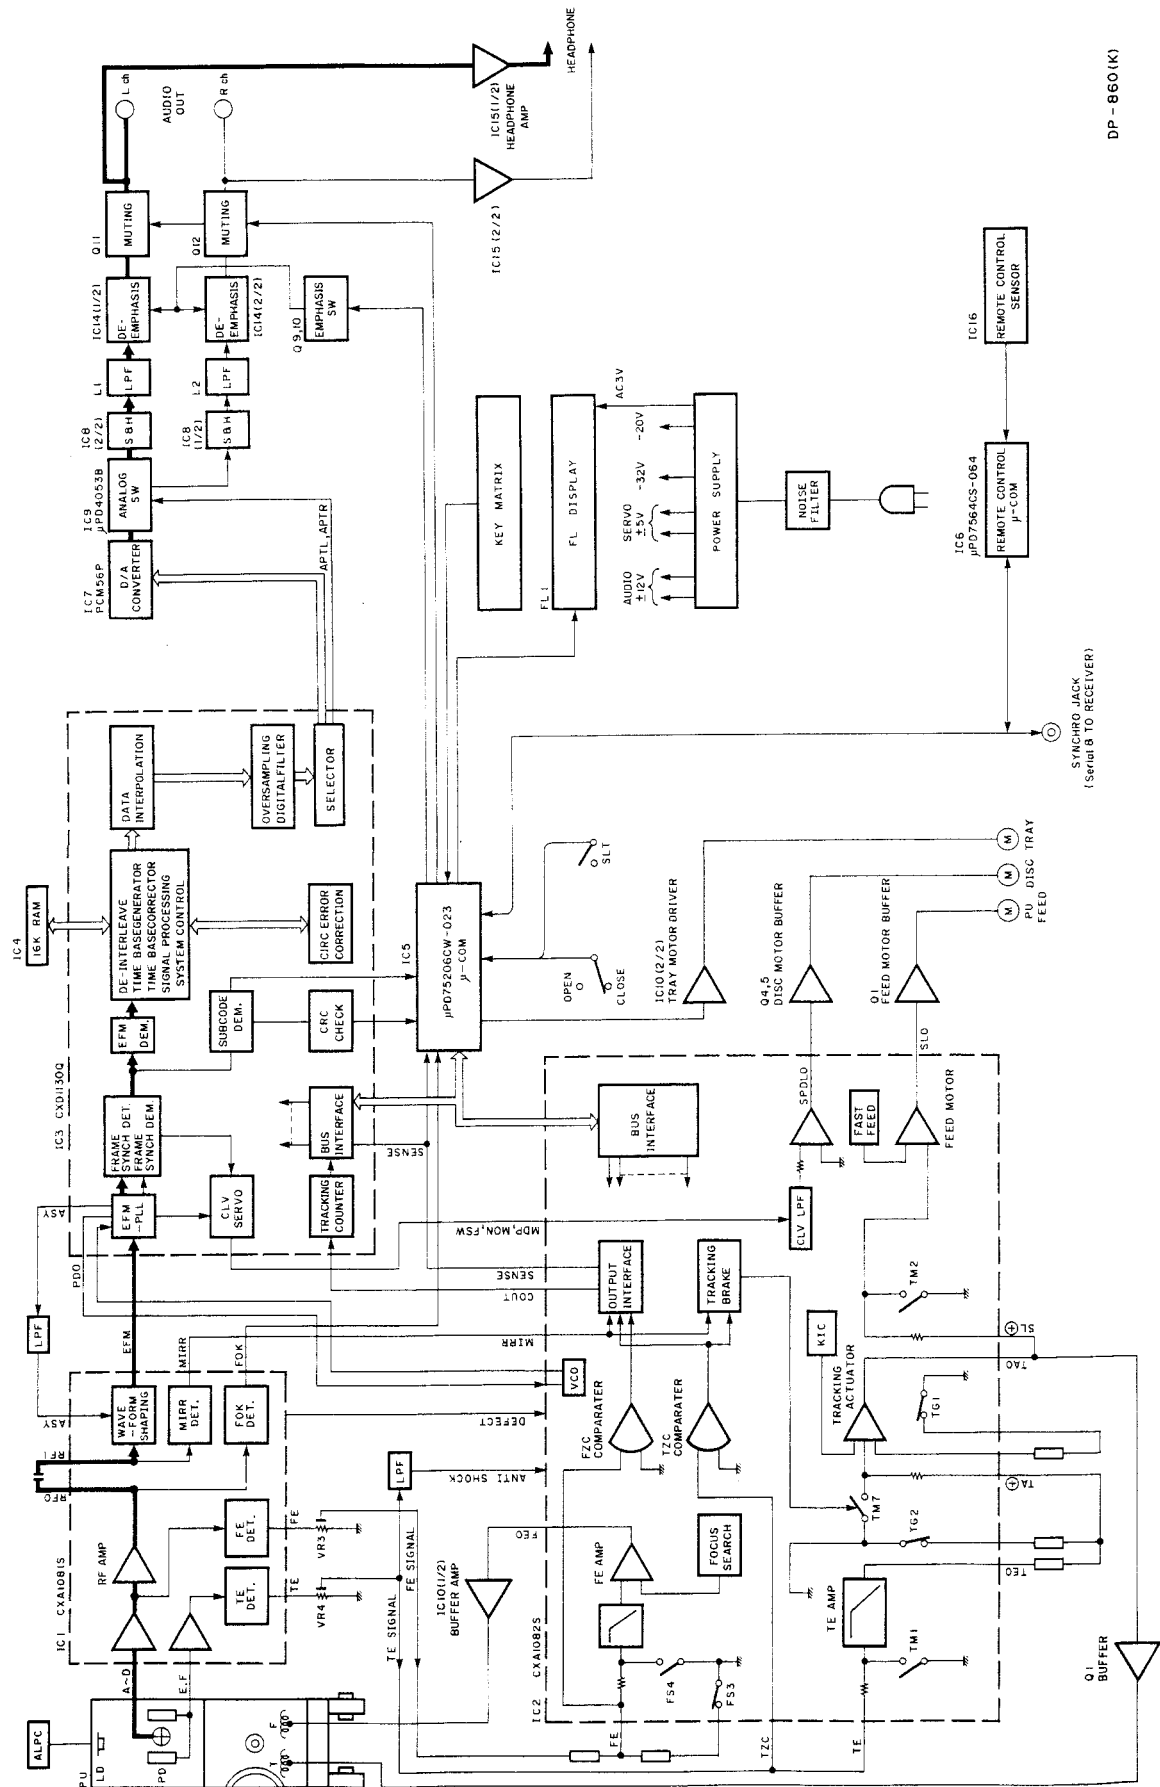 ALPC
PU
LD
PD
A~D
E,F
F
T
IC1 CXA1081S
RF AMP
RFO
RFI
ASY
WAVE
-FORM
SHAPING
MIRR
DET.
FOK
DET.
FE
DET.
TE
DET.
FE
TE
VR3
VR4
LPF
EFM
MIRR
FOK
PDO
ASY
DEFECT
LPF
ANTI SHOCK
TE SIGNAL
FE SIGNAL
IC10(1/2)
BUFFER AMP
IC3 CXD1130Q
EFM
-PLL
FRAME
SYNCH DET.
FRAME
SYNCH DEM.
EFM
DEM.
DE-INTERLEAVE
TIME BASEGENERATOR
TIME BASECORRECTOR
SIGNAL PROCESSING
SYSTEM CONTROL
IC4
16K RAM
DATA
INTERPOLATION
OVERSAMPLING
DIGITALFILTER
SELECTOR
CIRC ERROR
CORRECTION
SUBCODE
DEM.
CRC
CHECK
CLV
SERVO
TRACKING
COUNTER
BUS
INTERFACE
SENSE
IC7
PCM56P
D/A
CONVERTER
IC9
μPD4053B
ANALOG
SW
APTL,APTR
IC8
(2/2)
S&H
IC8
(1/2)
S&H
L1
LPF
L2
LPF
IC14(1/2)
DE-
EMPHASIS
DE-
EMPHASIS
IC14(2/2)
Q9,10
EMPHASIS
SW
Q11
MUTING
Q12
MUTING
L ch
AUDIO
OUT
R ch
IC15(1/2)
HEADPHONE
AMP
IC15(2/2)
HEADPHONE
IC5
μPD75206CW-023
μ-COM
KEY MATRIX
FL1
FL DISPLAY
AC3V
AUDIO
±12V
SERVO
±5V
-32V
-20V
POWER SUPPLY
NOISE
FILTER
IC6
μPD7564CS-064
REMOTE CONTROL
μ-COM
IC16
REMOTE CONTROL
SENSOR
SYNCHRO JACK
(Serial 8 TO RECEIVER)
OPEN
CLOSE
SLT
IC10(2/2)
TRAY MOTOR DRIVER
Q4,5
DISC MOTOR BUFFER
Q1
FEED MOTOR BUFFER
M
M
M
TRAY
DISC
PU
FEED
IC2 CXA1082S
FEO
FE AMP
FOCUS
SEARCH
FS4
FS3
FE
TZC
TE
FZC
COMPARATER
TZC
COMPARATER
VCO
MIRR
COUT
SENSE
MDP,MON,FSW
OUTPUT
INTERFACE
TRACKING
BRAKE
BUS
INTERFACE
CLV LPF
SPDLO
FAST
FEED
SLO
FEED MOTOR
TE AMP
TM1
TM7
TG2
TEO
TA⊕
KIC
TRACKING
ACTUATOR
TG1
TM2
TAO
SL⊕
Q1
BUFFER
DP-860(K)